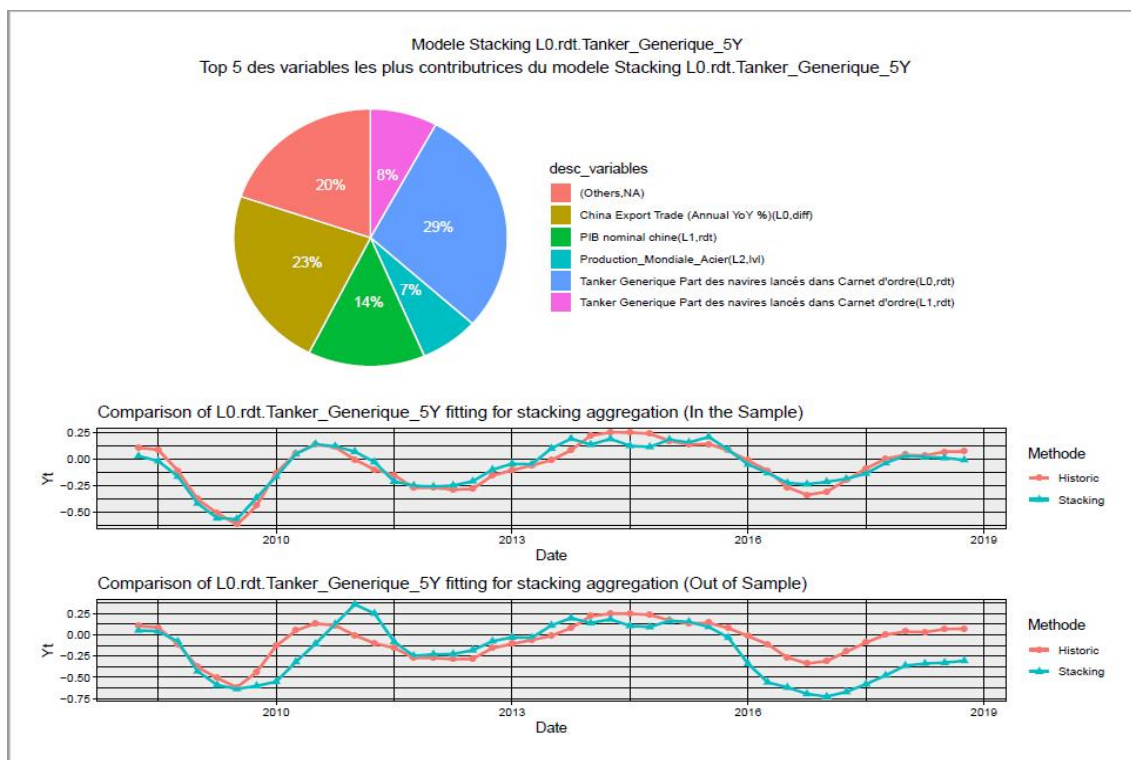 Modele Stacking L0.rdt.Tanker_Generique_5Y
Top 5 des variables les plus contributrices du modele Stacking L0.rdt.Tanker_Generique_5Y
20%
8%
29%
23%
14%
7%
desc_variables
(Others,NA)
China Export Trade (Annual YoY %)(L0,diff)
PIB nominal chine(L1,rdt)
Production_Mondiale_Acier(L2,lvl)
Tanker Generique Part des navires lancés dans Carnet d'ordre(L0,rdt)
Tanker Generique Part des navires lancés dans Carnet d'ordre(L1,rdt)
Comparison of L0.rdt.Tanker_Generique_5Y fitting for stacking aggregation (In the Sample)
0.25
0.00
−0.25
−0.50
Yt
2010
2013
2016
2019
Date
Methode
Historic
Stacking
Comparison of L0.rdt.Tanker_Generique_5Y fitting for stacking aggregation (Out of Sample)
0.25
0.00
−0.25
−0.50
−0.75
Yt
2010
2013
2016
2019
Date
Methode
Historic
Stacking